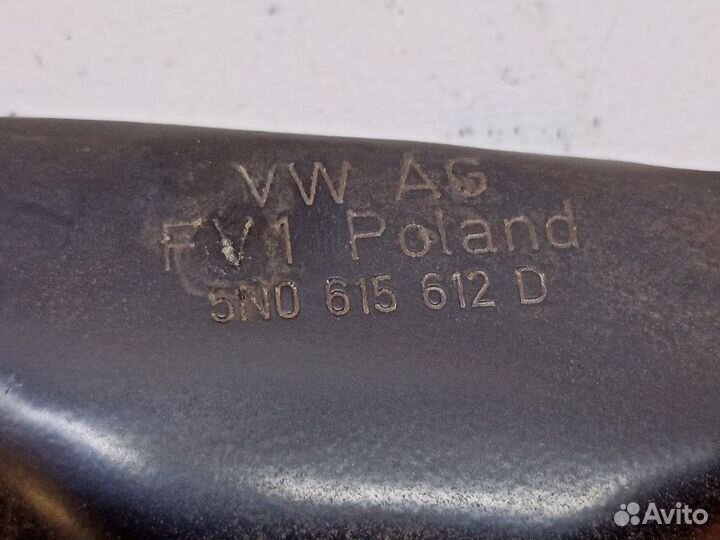 VW AG
FV1 Poland
5N0 615 612 D
Avito